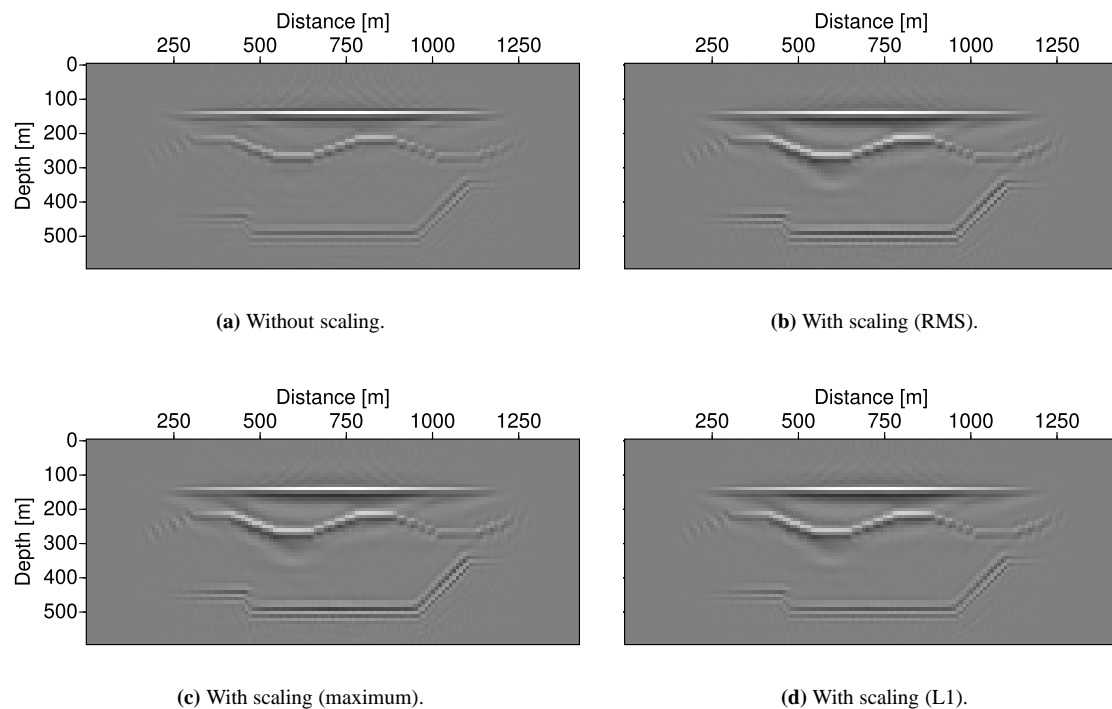 Distance [m]
250 500 750 1000 1250
0
100
200
300
400
500
Depth [m]
(a) Without scaling.
Distance [m]
250 500 750 1000 1250
(b) With scaling (RMS).
Distance [m]
250 500 750 1000 1250
0
100
200
300
400
500
Depth [m]
(c) With scaling (maximum).
Distance [m]
250 500 750 1000 1250
(d) With scaling (L1).